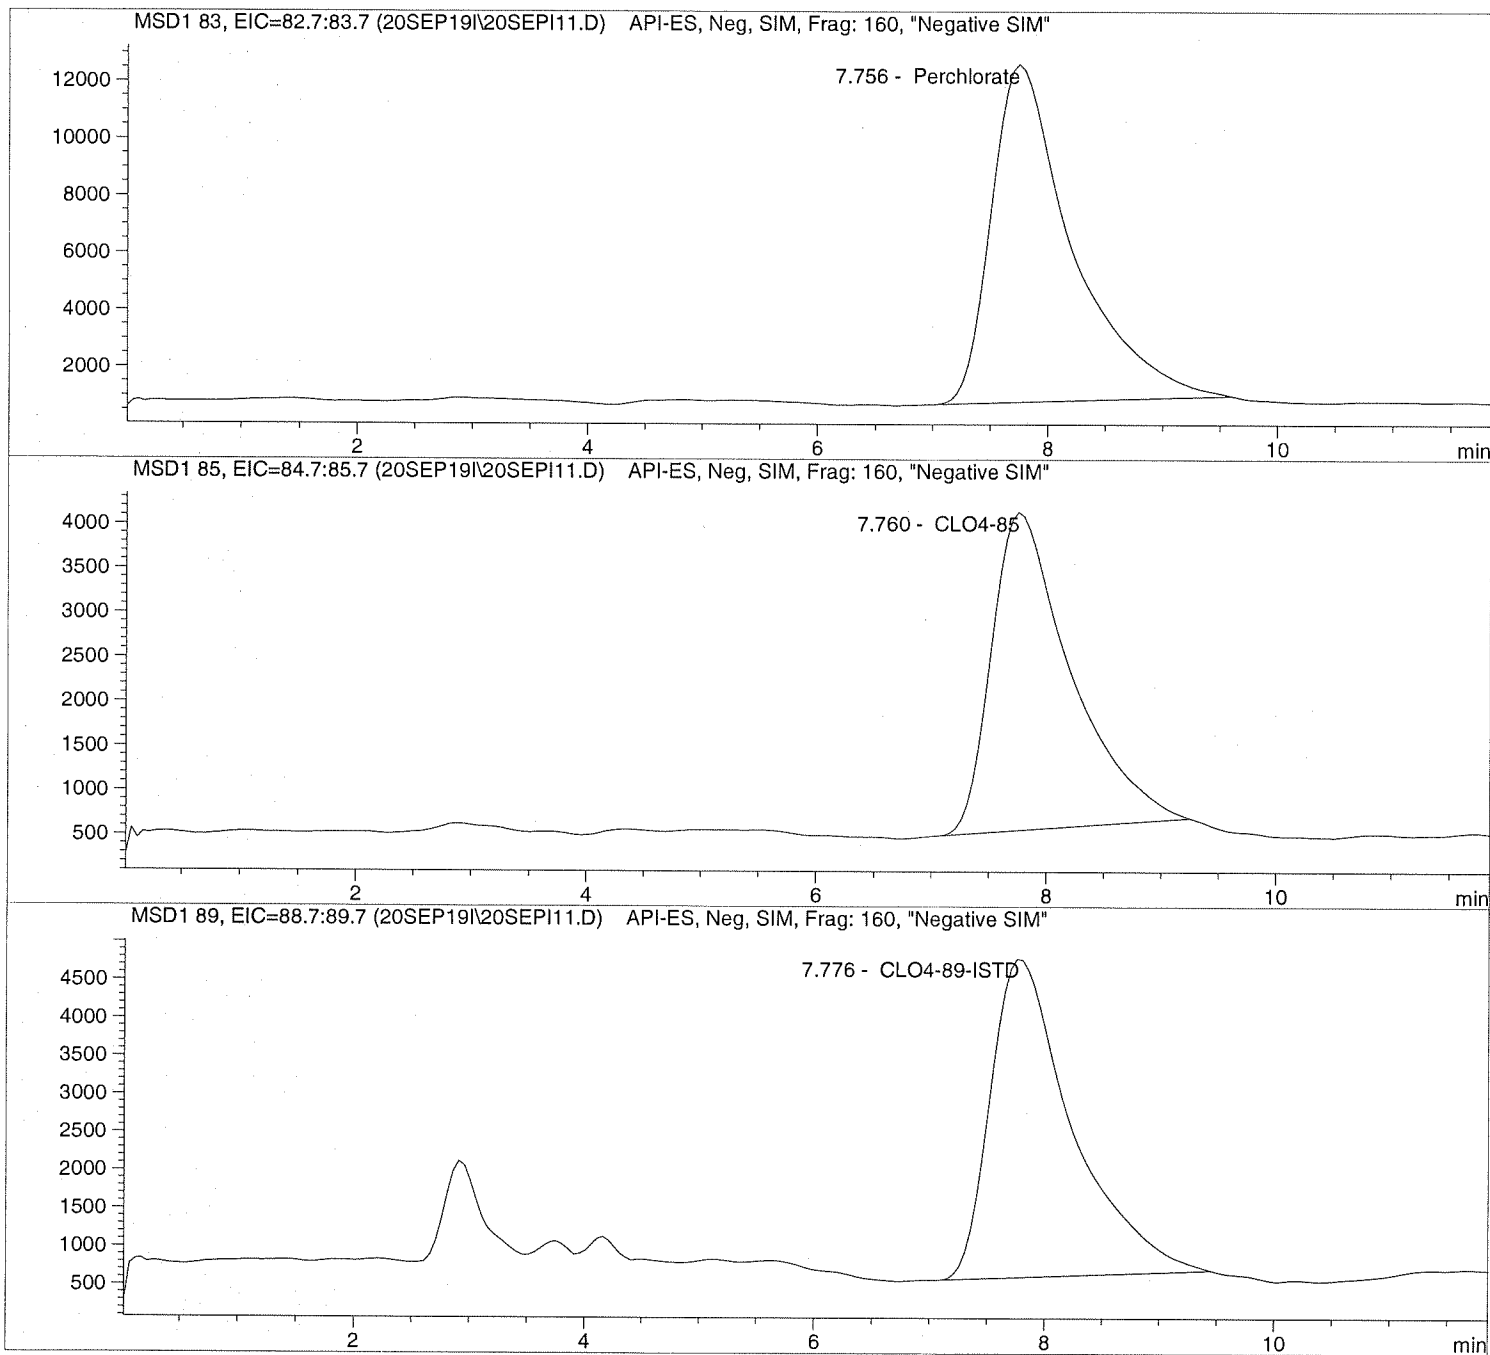 MSD1 83, EIC=82.7:83.7 (20SEP19I\20SEPI11.D) API-ES, Neg, SIM, Frag: 160, "Negative SIM"
7.756 - Perchlorate
12000
10000
8000
6000
4000
2000
2 4 6 8 10 min
MSD1 85, EIC=84.7:85.7 (20SEP19I\20SEPI11.D) API-ES, Neg, SIM, Frag: 160, "Negative SIM"
7.760 - CLO4-85
4000
3500
3000
2500
2000
1500
1000
500
2 4 6 8 10 min
MSD1 89, EIC=88.7:89.7 (20SEP19I\20SEPI11.D) API-ES, Neg, SIM, Frag: 160, "Negative SIM"
7.776 - CLO4-89-ISTD
4500
4000
3500
3000
2500
2000
1500
1000
500
2 4 6 8 10 min